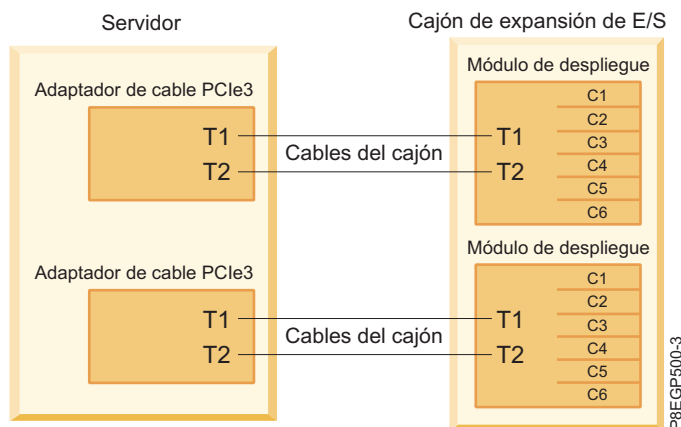 Servidor
Cajón de expansión de E/S
Adaptador de cable PCIe3
T1
T2
Cables del cajón
Módulo de despliegue
T1
T2
C1
C2
C3
C4
C5
C6
Adaptador de cable PCIe3
T1
T2
Cables del cajón
Módulo de despliegue
T1
T2
C1
C2
C3
C4
C5
C6
P8EGP500-3